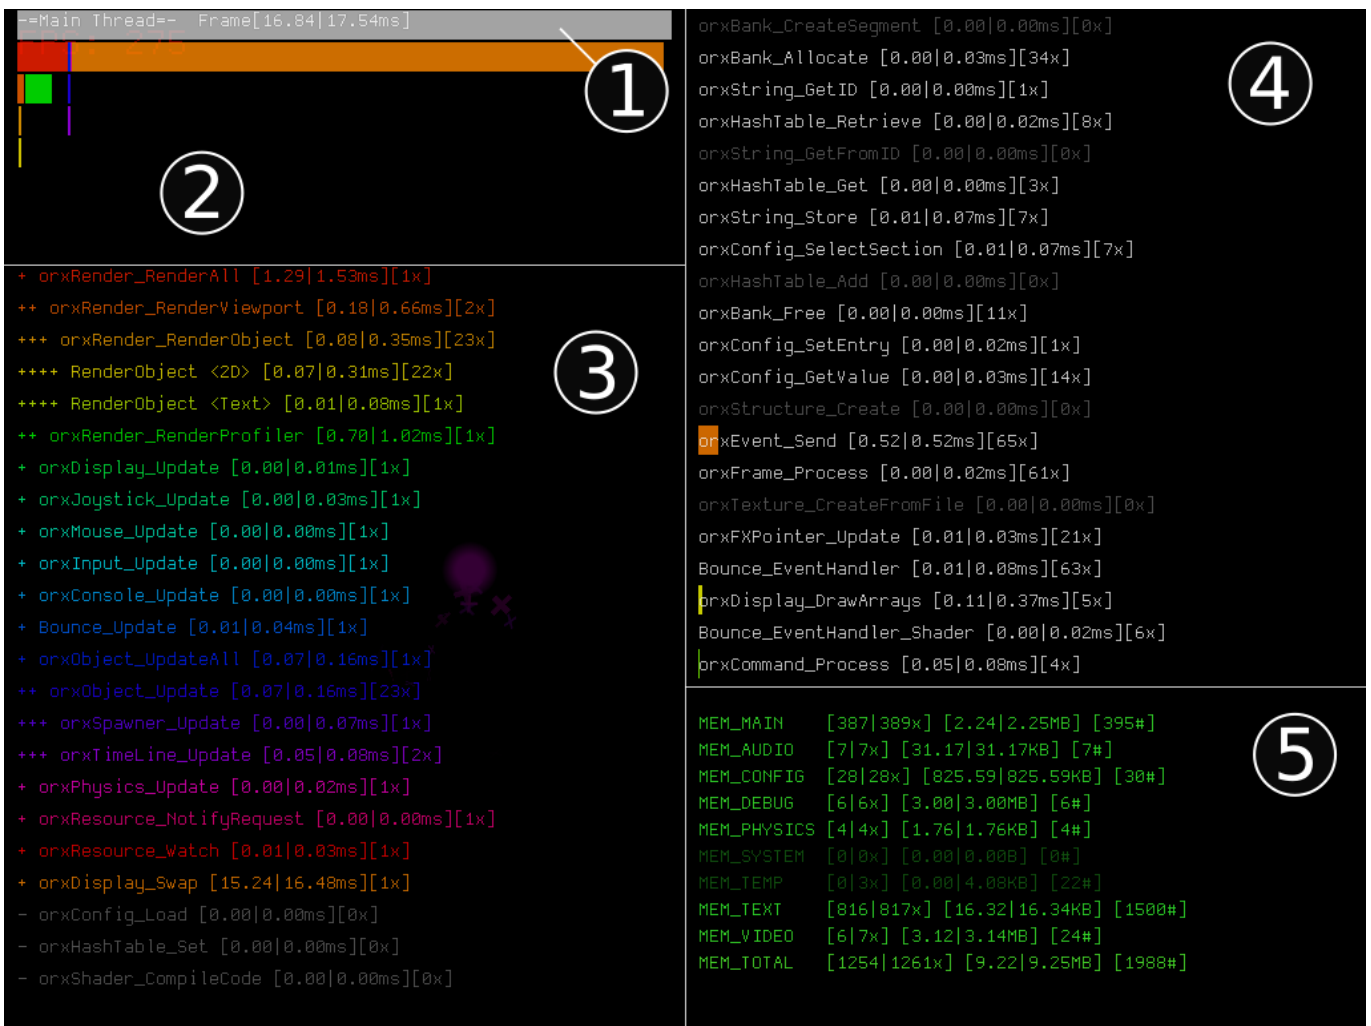 -=Main Thread=-  Frame[16.84|17.54ms]
FPS: 275
1
2
+ orxRender_RenderAll [1.29|1.53ms][1x]
++ orxRender_RenderViewport [0.18|0.66ms][2x]
+++ orxRender_RenderObject [0.08|0.35ms][23x]
++++ RenderObject <2D> [0.07|0.31ms][22x]
++++ RenderObject <Text> [0.01|0.08ms][1x]
++ orxRender_RenderProfiler [0.70|1.02ms][1x]
+ orxDisplay_Update [0.00|0.01ms][1x]
+ orxJoystick_Update [0.00|0.03ms][1x]
+ orxMouse_Update [0.00|0.00ms][1x]
+ orxInput_Update [0.00|0.00ms][1x]
+ orxConsole_Update [0.00|0.00ms][1x]
+ Bounce_Update [0.01|0.04ms][1x]
+ orxObject_UpdateAll [0.07|0.16ms][1x]
++ orxObject_Update [0.07|0.16ms][23x]
+++ orxSpawner_Update [0.00|0.07ms][1x]
+++ orxTimeLine_Update [0.05|0.08ms][2x]
+ orxPhysics_Update [0.00|0.02ms][1x]
+ orxResource_NotifyRequest [0.00|0.00ms][1x]
+ orxResource_Watch [0.01|0.03ms][1x]
+ orxDisplay_Swap [15.24|16.48ms][1x]
- orxConfig_Load [0.00|0.00ms][0x]
- orxHashTable_Set [0.00|0.00ms][0x]
- orxShader_CompileCode [0.00|0.00ms][0x]
3
orxBank_CreateSegment [0.00|0.00ms][0x]
orxBank_Allocate [0.00|0.03ms][34x]
orxString_GetID [0.00|0.00ms][1x]
orxHashTable_Retrieve [0.00|0.02ms][8x]
orxString_GetFromID [0.00|0.00ms][0x]
orxHashTable_Get [0.00|0.00ms][3x]
orxString_Store [0.01|0.07ms][7x]
orxConfig_SelectSection [0.01|0.07ms][7x]
orxHashTable_Add [0.00|0.00ms][0x]
orxBank_Free [0.00|0.00ms][11x]
orxConfig_SetEntry [0.00|0.02ms][1x]
orxConfig_GetValue [0.00|0.03ms][14x]
orxStructure_Create [0.00|0.00ms][0x]
orxEvent_Send [0.52|0.52ms][65x]
orxFrame_Process [0.00|0.02ms][61x]
orxTexture_CreateFromFile [0.00|0.00ms][0x]
orxFXPointer_Update [0.01|0.03ms][21x]
Bounce_EventHandler [0.01|0.08ms][63x]
orxDisplay_DrawArrays [0.11|0.37ms][5x]
Bounce_EventHandler_Shader [0.00|0.02ms][6x]
orxCommand_Process [0.05|0.08ms][4x]
4
MEM_MAIN    [387|389x] [2.24|2.25MB] [395#]
MEM_AUDIO   [7|7x] [31.17|31.17KB] [7#]
MEM_CONFIG  [28|28x] [825.59|825.59KB] [30#]
MEM_DEBUG   [6|6x] [3.00|3.00MB] [6#]
MEM_PHYSICS [4|4x] [1.76|1.76KB] [4#]
MEM_SYSTEM  [0|0x] [0.00|0.00B] [0#]
MEM_TEMP    [0|3x] [0.00|4.08KB] [22#]
MEM_TEXT    [816|817x] [16.32|16.34KB] [1500#]
MEM_VIDEO   [6|7x] [3.12|3.14MB] [24#]
MEM_TOTAL   [1254|1261x] [9.22|9.25MB] [1988#]
5